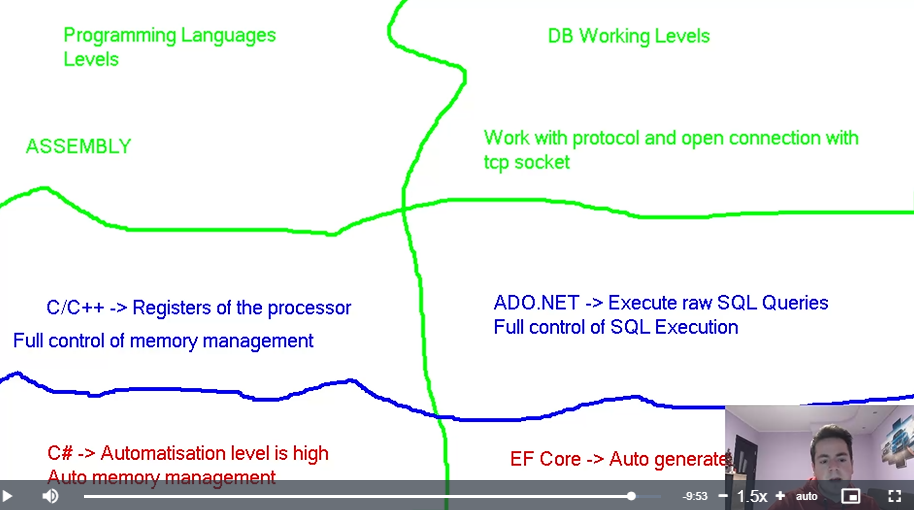 Programming Languages
Levels
DB Working Levels
ASSEMBLY
Work with protocol and open connection with
tcp socket
C/C++ -> Registers of the processor
Full control of memory management
ADO.NET -> Execute raw SQL Queries
Full control of SQL Execution
C# -> Automatisation level is high
Auto memory management
EF Core -> Auto generate
-9:53
1.5x
auto